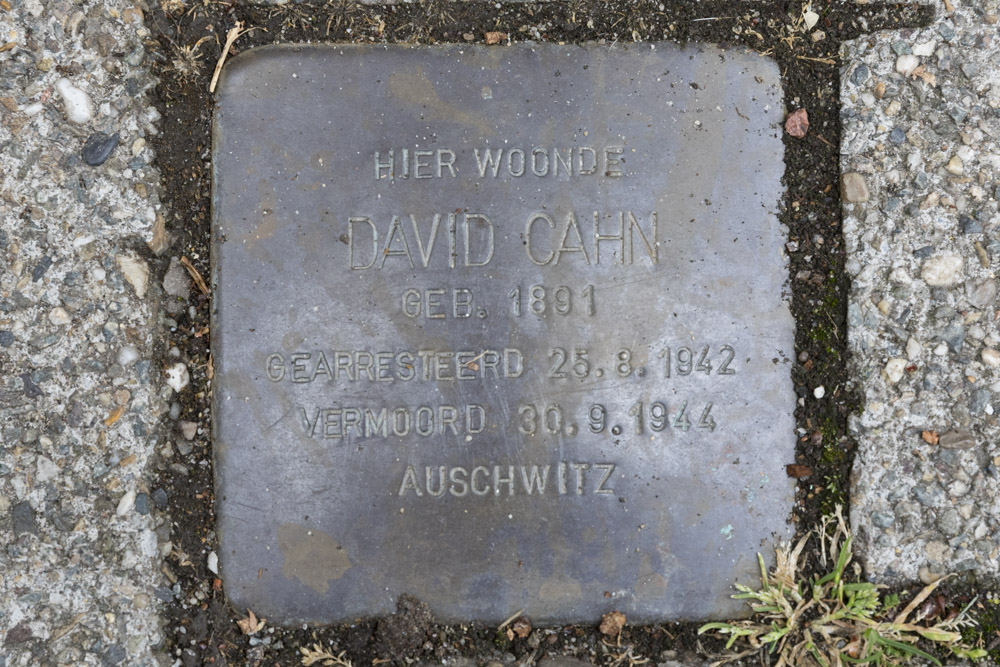 HIER WOONDE
DAVID CAHN
GEB. 1891
GEARRESTEERD 25.8.1942
VERMOORD 30.9.1944
AUSCHWITZ